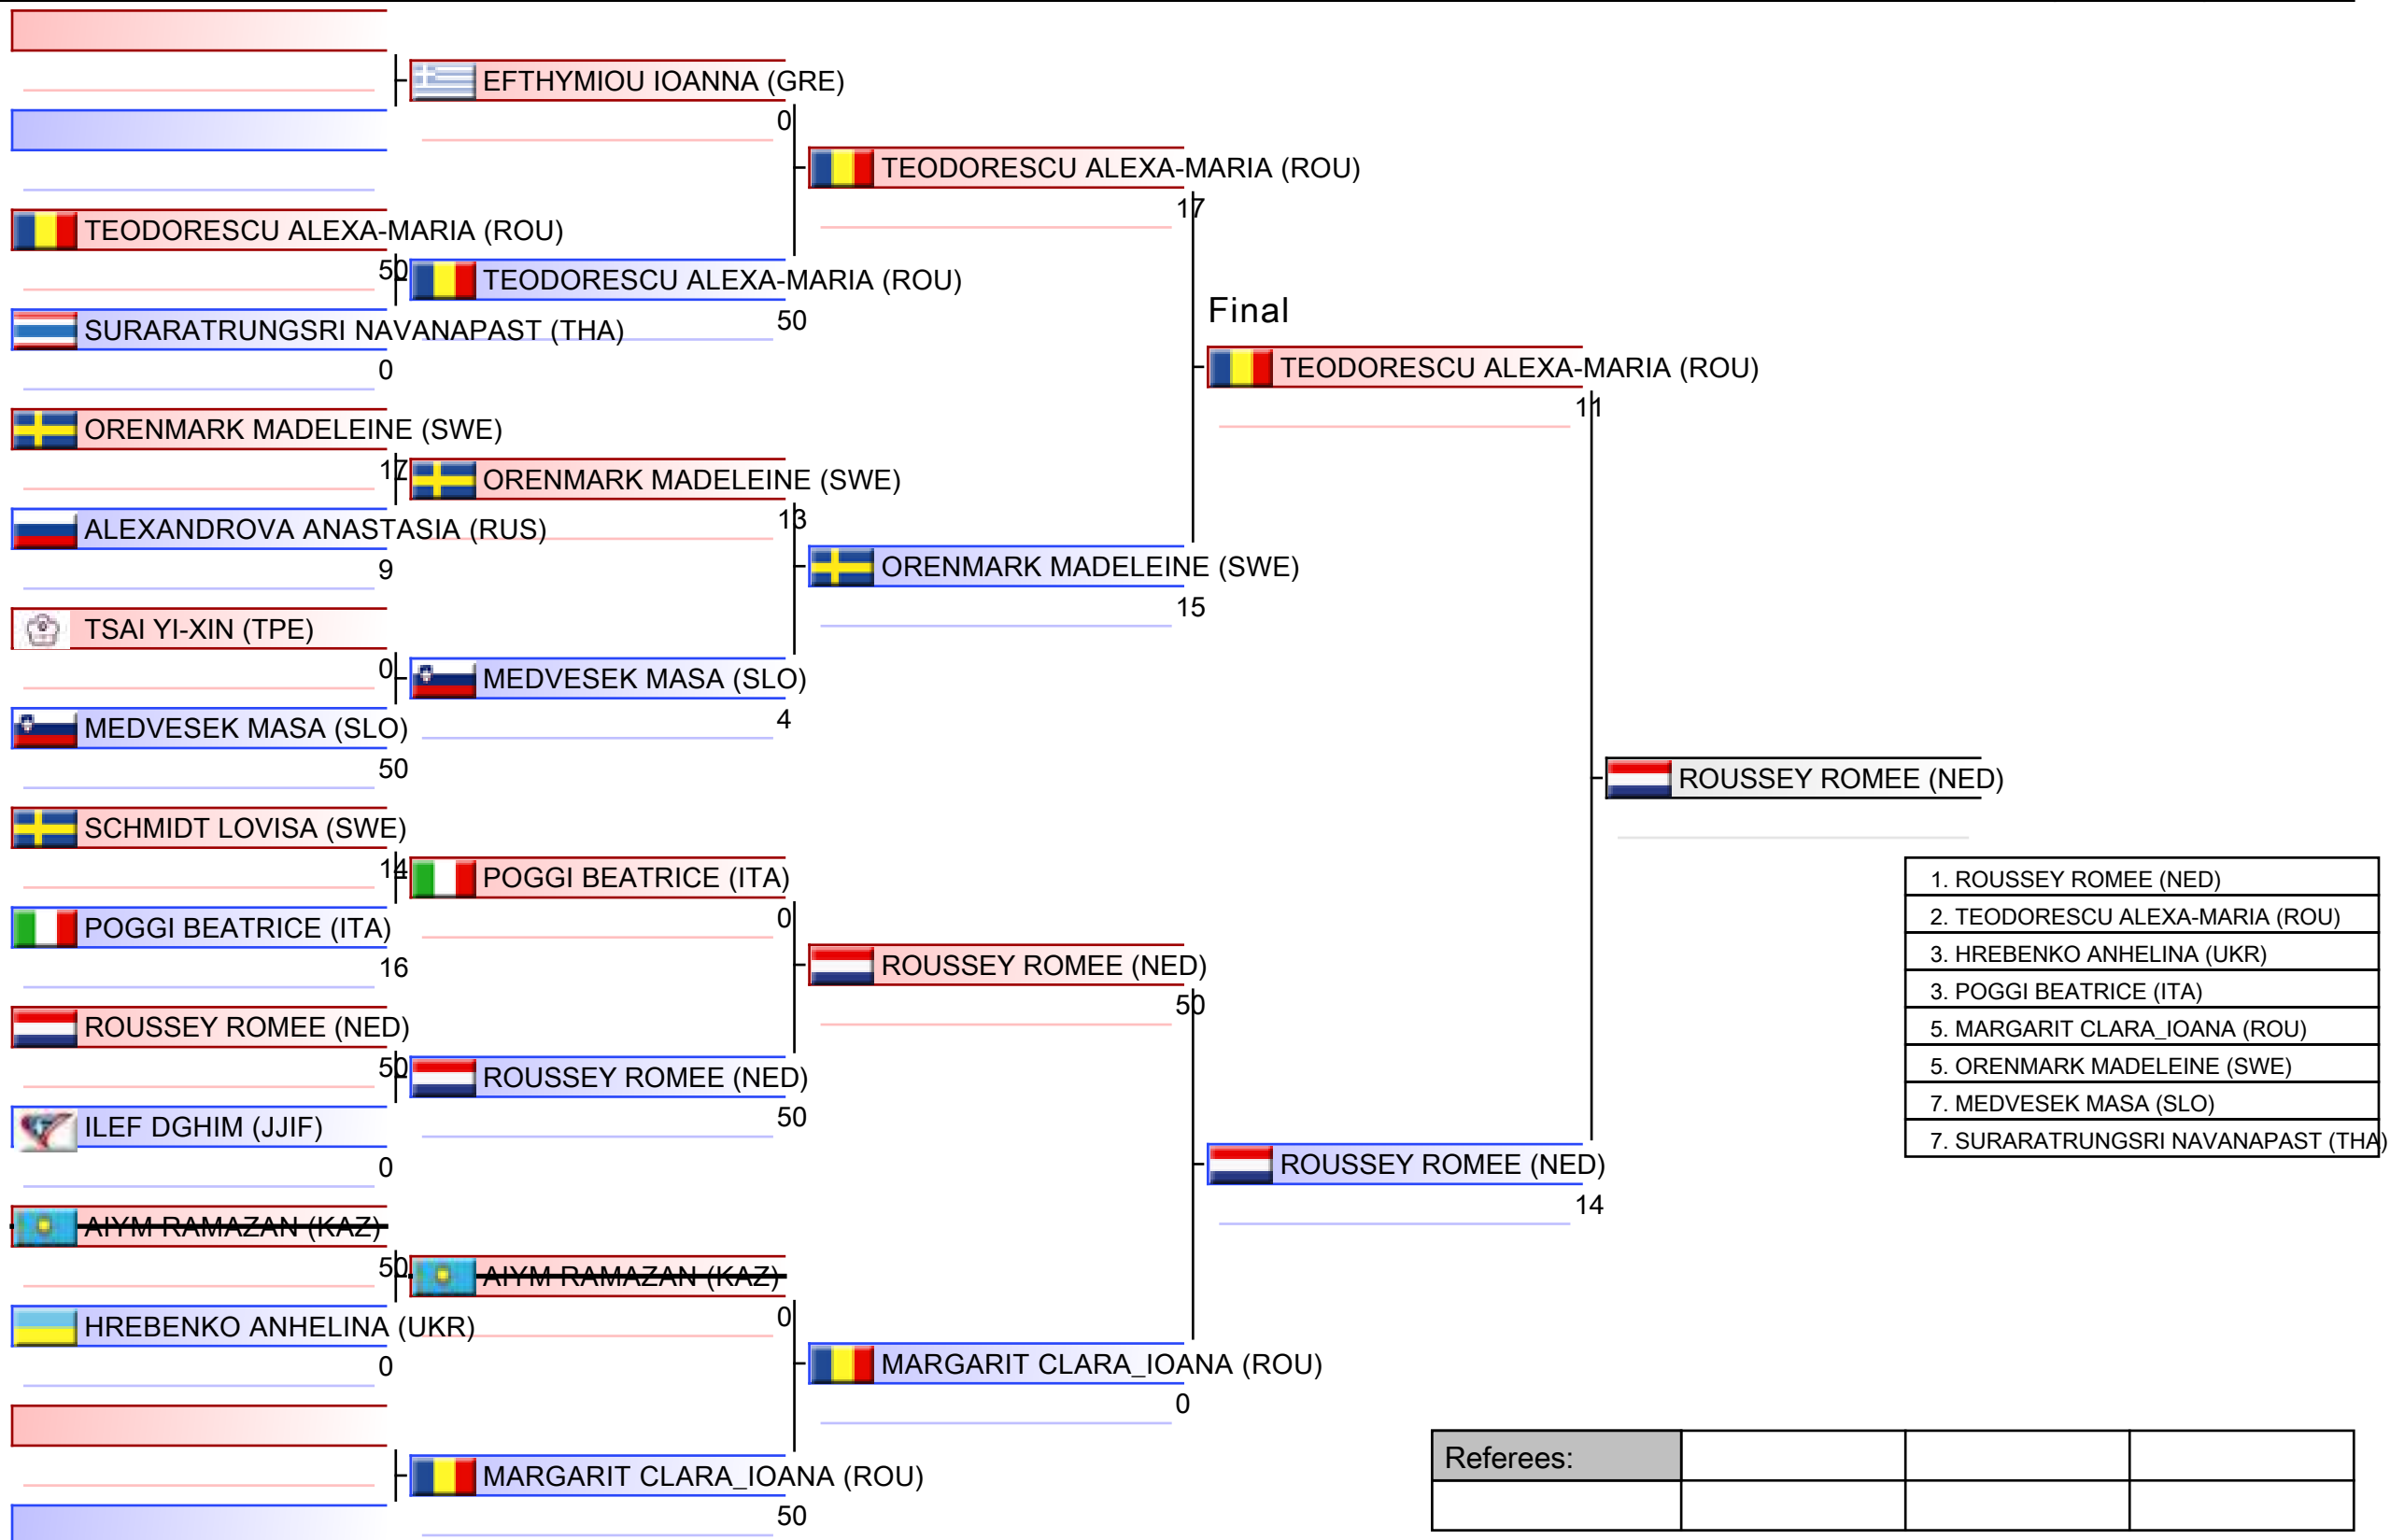 EFTHYMIOU IOANNA (GRE)
0
TEODORESCU ALEXA-MARIA (ROU)
17
TEODORESCU ALEXA-MARIA (ROU)
50
TEODORESCU ALEXA-MARIA (ROU)
50
SURARATRUNGSRI NAVANAPAST (THA)
0
Final
TEODORESCU ALEXA-MARIA (ROU)
11
ORENMARK MADELEINE (SWE)
17
ORENMARK MADELEINE (SWE)
13
ALEXANDROVA ANASTASIA (RUS)
9
ORENMARK MADELEINE (SWE)
15
TSAI YI-XIN (TPE)
0
MEDVESEK MASA (SLO)
4
MEDVESEK MASA (SLO)
50
ROUSSEY ROMEE (NED)
SCHMIDT LOVISA (SWE)
14
POGGI BEATRICE (ITA)
0
POGGI BEATRICE (ITA)
16
ROUSSEY ROMEE (NED)
50
ROUSSEY ROMEE (NED)
50
ROUSSEY ROMEE (NED)
50
ILEF DGHIM (JJIF)
0
ROUSSEY ROMEE (NED)
14
AIYM RAMAZAN (KAZ)
50
AIYM RAMAZAN (KAZ)
0
HREBENKO ANHELINA (UKR)
0
MARGARIT CLARA_IOANA (ROU)
0
MARGARIT CLARA_IOANA (ROU)
50
1. ROUSSEY ROMEE (NED)
2. TEODORESCU ALEXA-MARIA (ROU)
3. HREBENKO ANHELINA (UKR)
3. POGGI BEATRICE (ITA)
5. MARGARIT CLARA_IOANA (ROU)
5. ORENMARK MADELEINE (SWE)
7. MEDVESEK MASA (SLO)
7. SURARATRUNGSRI NAVANAPAST (THA)
Referees: